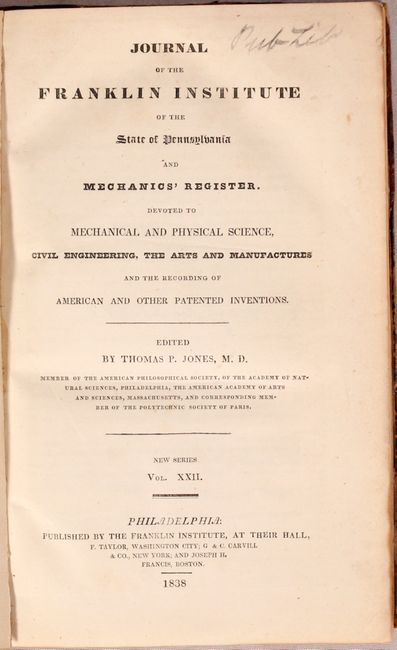 Pub Lib
JOURNAL
OF THE
FRANKLIN INSTITUTE
OF THE
State of Pennsylvania
AND
MECHANICS' REGISTER.
DEVOTED TO
MECHANICAL AND PHYSICAL SCIENCE,
CIVIL ENGINEERING, THE ARTS AND MANUFACTURES
AND THE RECORDING OF
AMERICAN AND OTHER PATENTED INVENTIONS.
EDITED
BY THOMAS P. JONES, M. D.
MEMBER OF THE AMERICAN PHILOSOPHICAL SOCIETY, OF THE ACADEMY OF NAT-
URAL SCIENCES, PHILADELPHIA, THE AMERICAN ACADEMY OF ARTS
AND SCIENCES, MASSACHUSETTS, AND CORRESPONDING MEM-
BER OF THE POLYTECHNIC SOCIETY OF PARIS.
NEW SERIES
VOL. XXII.
PHILADELPHIA:
PUBLISHED BY THE FRANKLIN INSTITUTE, AT THEIR HALL,
F. TAYLOR, WASHINGTON CITY; G & C. CARVILL
& CO., NEW YORK; AND JOSEPH H.
FRANCIS, BOSTON.
1838